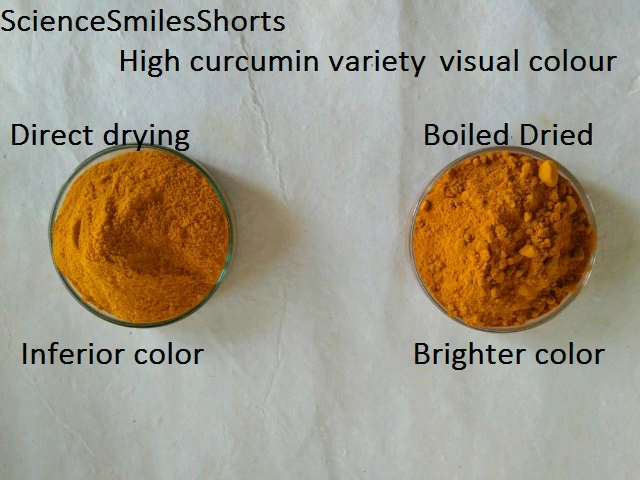 ScienceSmilesShorts
High curcumin variety visual colour
Direct drying
Boiled Dried
Inferior color
Brighter color